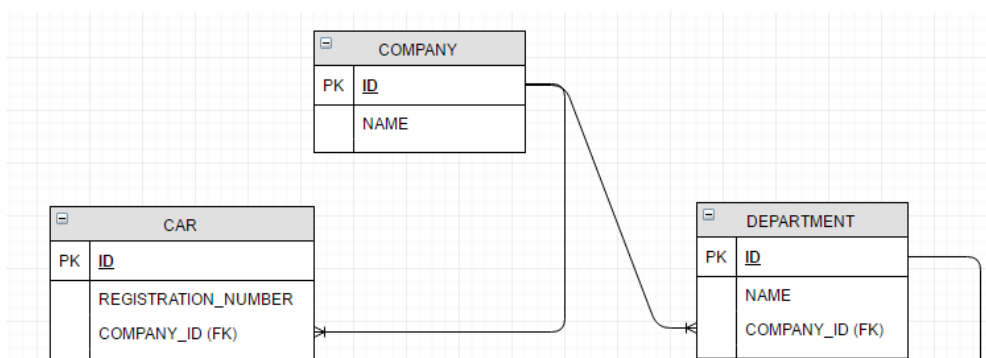 COMPANY
PK ID
NAME
CAR
PK ID
REGISTRATION_NUMBER
COMPANY_ID (FK)
DEPARTMENT
PK ID
NAME
COMPANY_ID (FK)